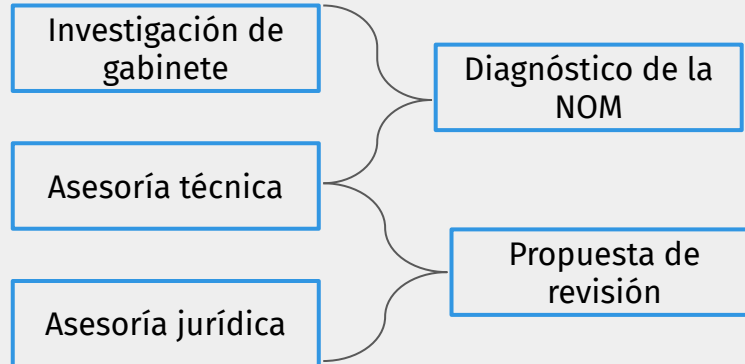 Investigación de
gabinete
Diagnóstico de la
NOM
Asesoría técnica
Propuesta de
revisión
Asesoría jurídica